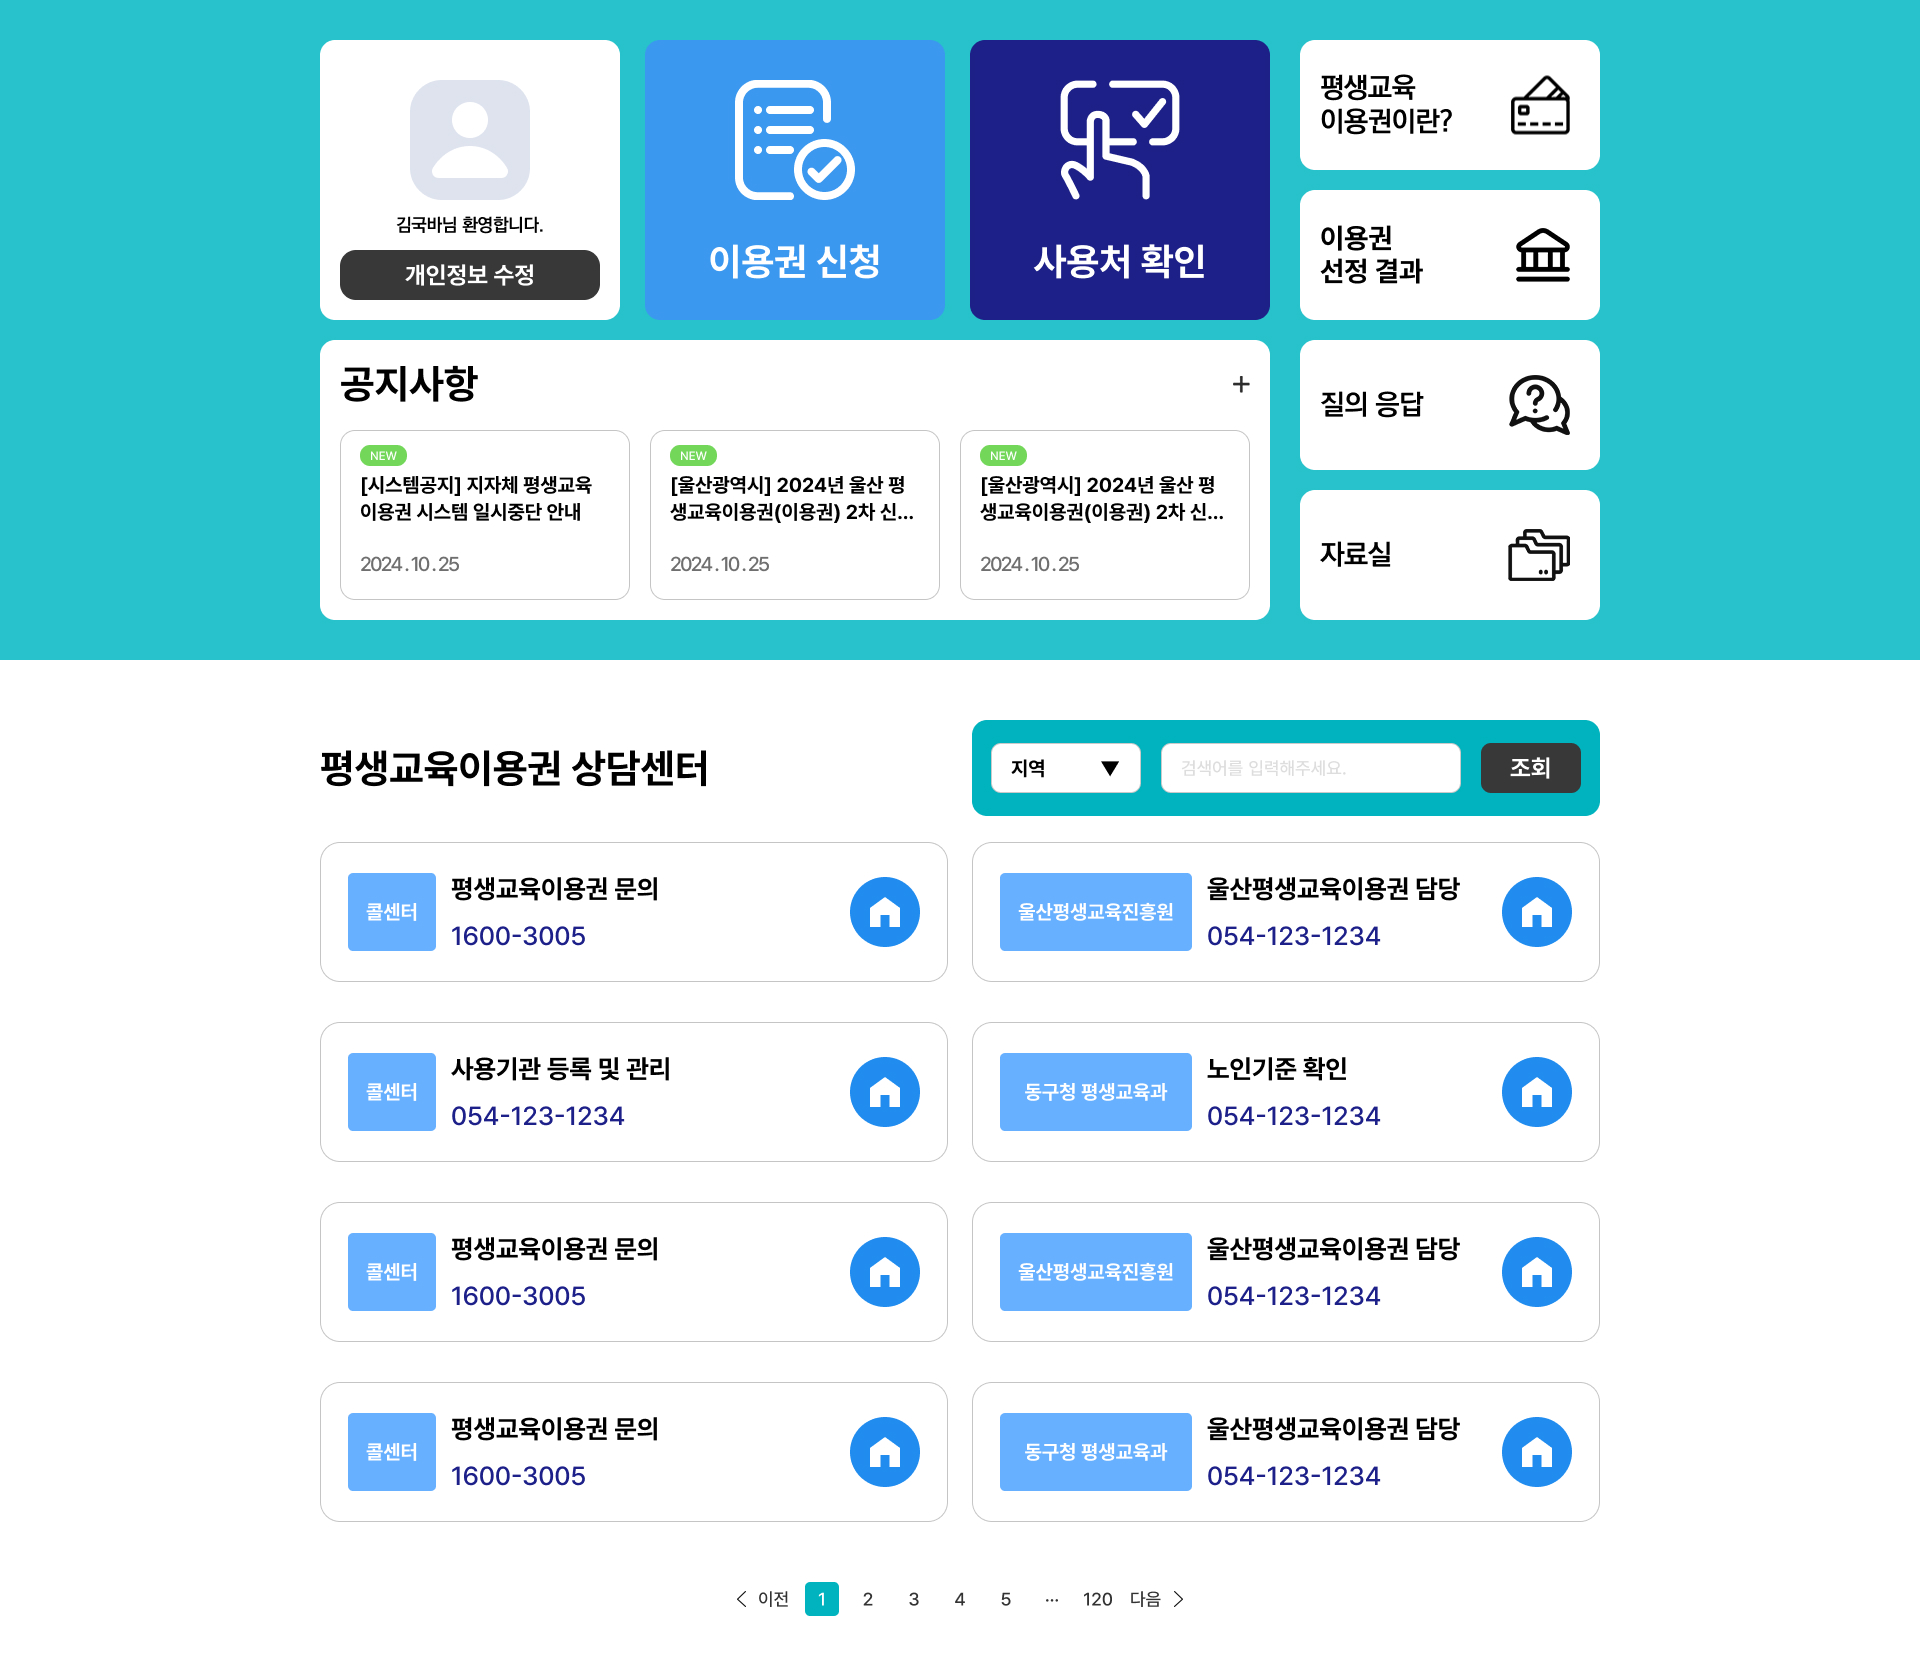 김국바님 환영합니다.
개인정보 수정
이용권 신청
사용처 확인
평생교육
이용권이란?
이용권
선정 결과
질의 응답
자료실
공지사항
+
NEW
[시스템공지] 지자체 평생교육
이용권 시스템 일시중단 안내
2024.10.25
NEW
[울산광역시] 2024년 울산 평
생교육이용권(이용권) 2차 신...
2024.10.25
NEW
[울산광역시] 2024년 울산 평
생교육이용권(이용권) 2차 신...
2024.10.25
평생교육이용권 상담센터
지역 ▼
검색어를 입력해주세요.
조회
콜센터
평생교육이용권 문의
1600-3005
울산평생교육진흥원
울산평생교육이용권 담당
054-123-1234
콜센터
사용기관 등록 및 관리
054-123-1234
동구청 평생교육과
노인기준 확인
054-123-1234
콜센터
평생교육이용권 문의
1600-3005
울산평생교육진흥원
울산평생교육이용권 담당
054-123-1234
콜센터
평생교육이용권 문의
1600-3005
동구청 평생교육과
울산평생교육이용권 담당
054-123-1234
이전 1 2 3 4 5 ··· 120 다음